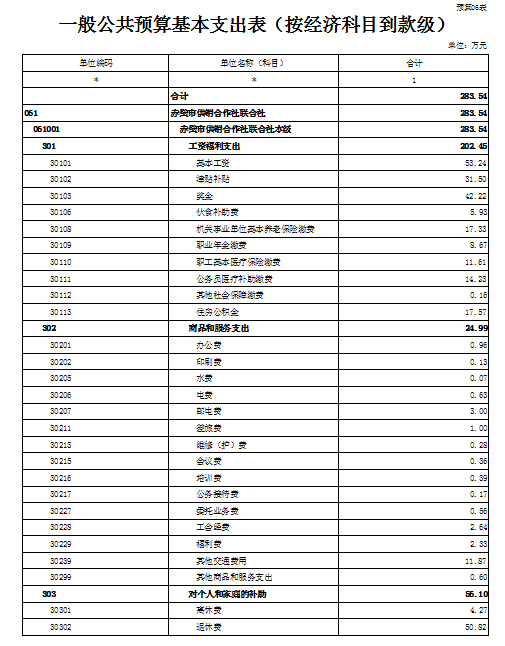 预算06表
一般公共预算基本支出表（按经济科目到款级）
单位：万元
单位编码 单位名称（科目） 合计
* * 1
合计 283.54
061 赤壁市供销合作社联合社 283.54
061001 赤壁市供销合作社联合社本级 283.54
301 工资福利支出 202.45
30101 基本工资 53.24
30102 津贴补贴 31.50
30103 奖金 42.22
30106 伙食补助费 5.93
30108 机关事业单位基本养老保险缴费 17.33
30109 职业年金缴费 8.67
30110 职工基本医疗保险缴费 11.61
30111 公务员医疗补助缴费 14.23
30112 其他社会保障缴费 0.16
30113 住房公积金 17.57
302 商品和服务支出 24.99
30201 办公费 0.96
30202 印刷费 0.13
30205 水费 0.07
30206 电费 0.63
30207 邮电费 3.00
30211 差旅费 1.00
30213 维修（护）费 0.28
30215 会议费 0.36
30216 培训费 0.39
30217 公务接待费 0.17
30227 委托业务费 0.56
30228 工会经费 2.64
30229 福利费 2.33
30239 其他交通费用 11.87
30299 其他商品和服务支出 0.60
303 对个人和家庭的补助 56.10
30301 离休费 4.27
30302 退休费 50.82